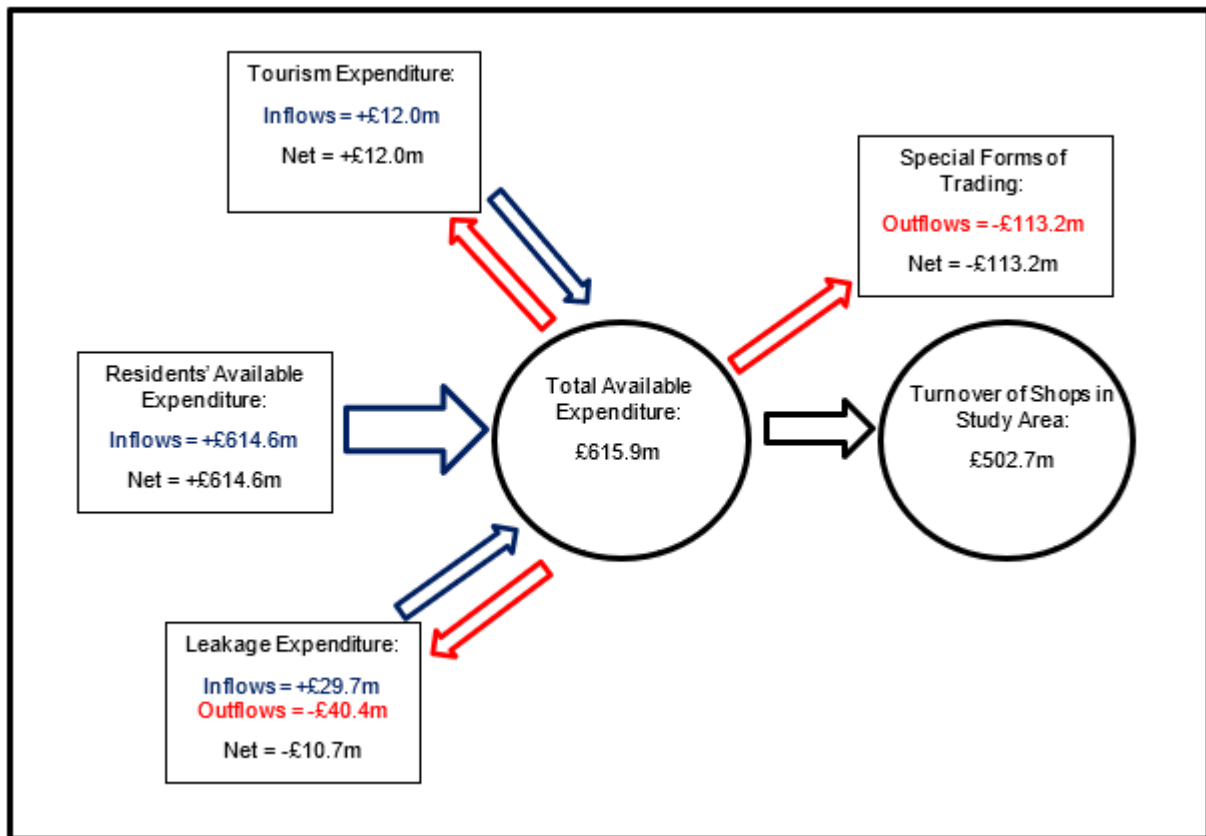 Tourism Expenditure:
Inflows = +£12.0m
Net = +£12.0m
Special Forms of
Trading:
Outflows = -£113.2m
Net = -£113.2m
Residents' Available
Expenditure:
Inflows = +£614.6m
Net = +£614.6m
Total Available
Expenditure:
£615.9m
Turnover of Shops in
Study Area:
£502.7m
Leakage Expenditure:
Inflows = +£29.7m
Outflows = -£40.4m
Net = -£10.7m